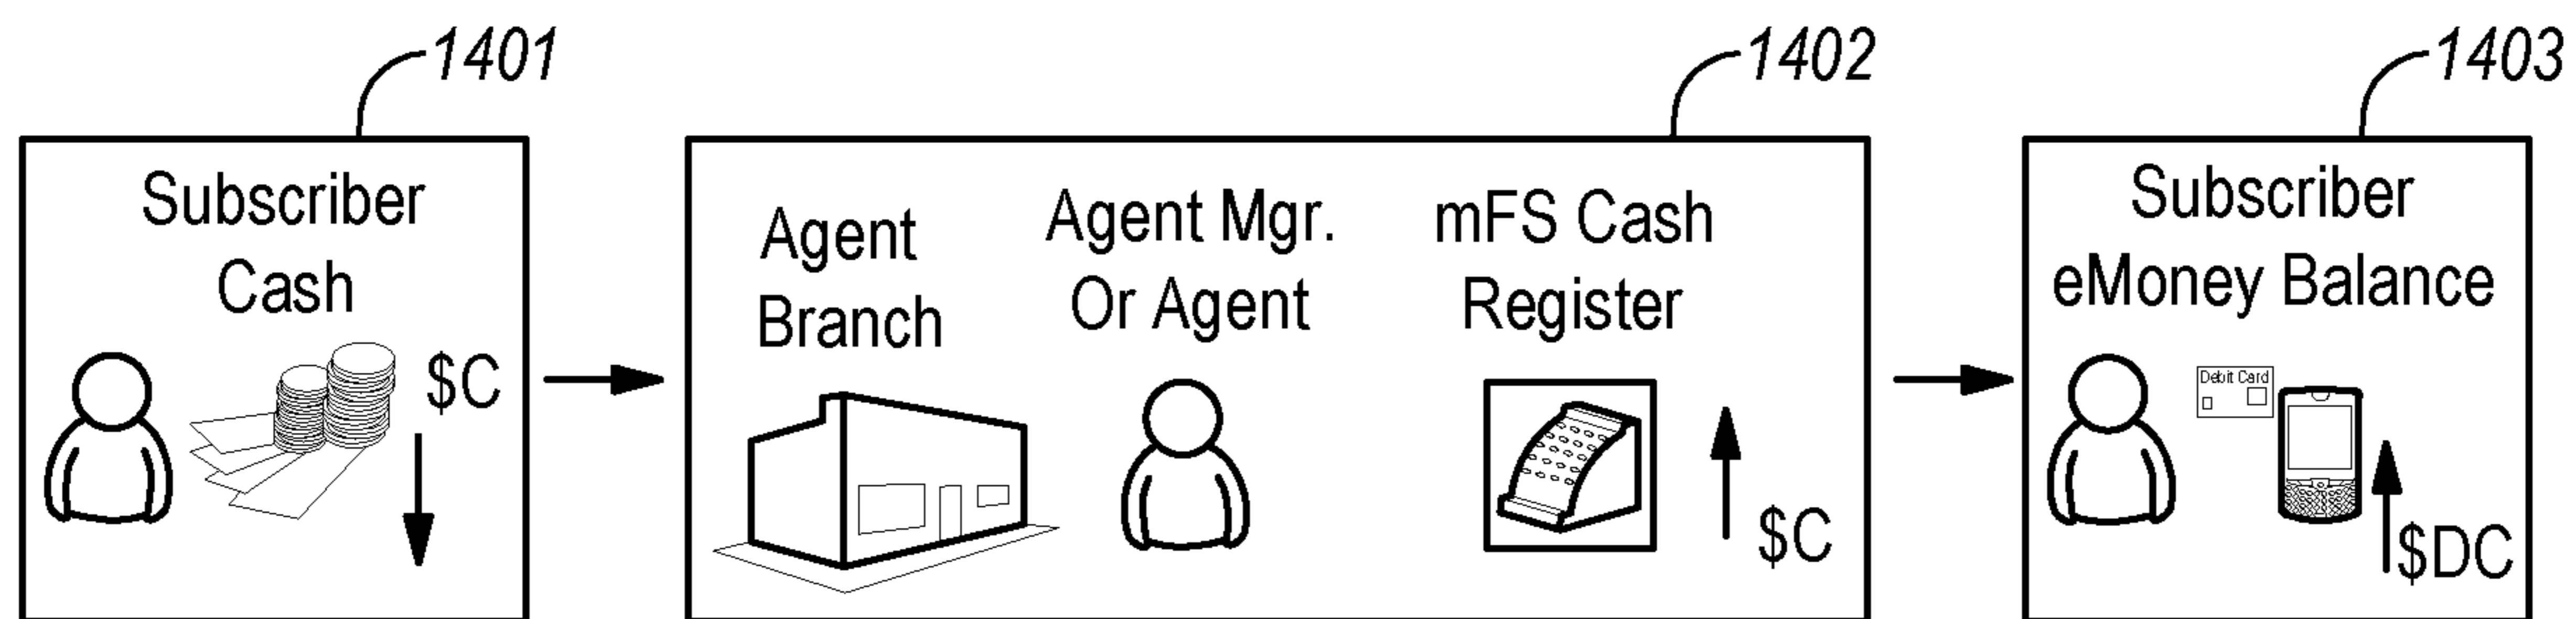 1401
1402
1403
Subscriber
Cash
$C
Agent
Branch
Agent Mgr.
Or Agent
mFS Cash
Register
$C
Subscriber
eMoney Balance
Debit Card
$DC